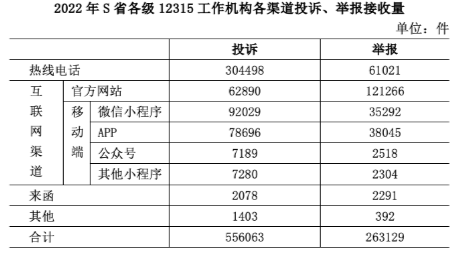 2022 年 S 省各级 12315 工作机构各渠道投诉、举报接收量
单位：件
投诉 举报
热线电话 304498 61021
互联网渠道 官方网站 62890 121266
移动端 微信小程序 92029 35292
APP 78696 38045
公众号 7189 2518
其他小程序 7280 2304
来函 2078 2291
其他 1403 392
合计 556063 263129